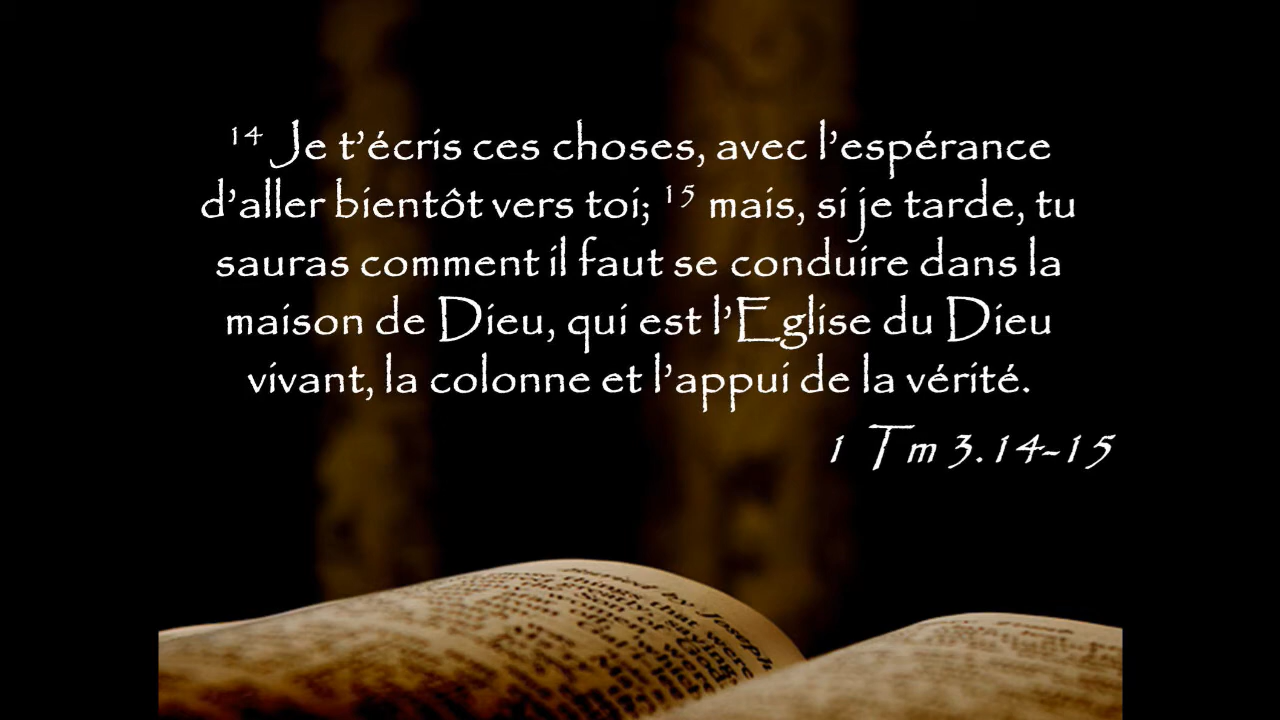 ¹⁴ Je t’écris ces choses, avec l’espérance
d’aller bientôt vers toi; ¹⁵ mais, si je tarde, tu
sauras comment il faut se conduire dans la
maison de Dieu, qui est l’Eglise du Dieu
vivant, la colonne et l’appui de la vérité.
1 Tm 3.14-15